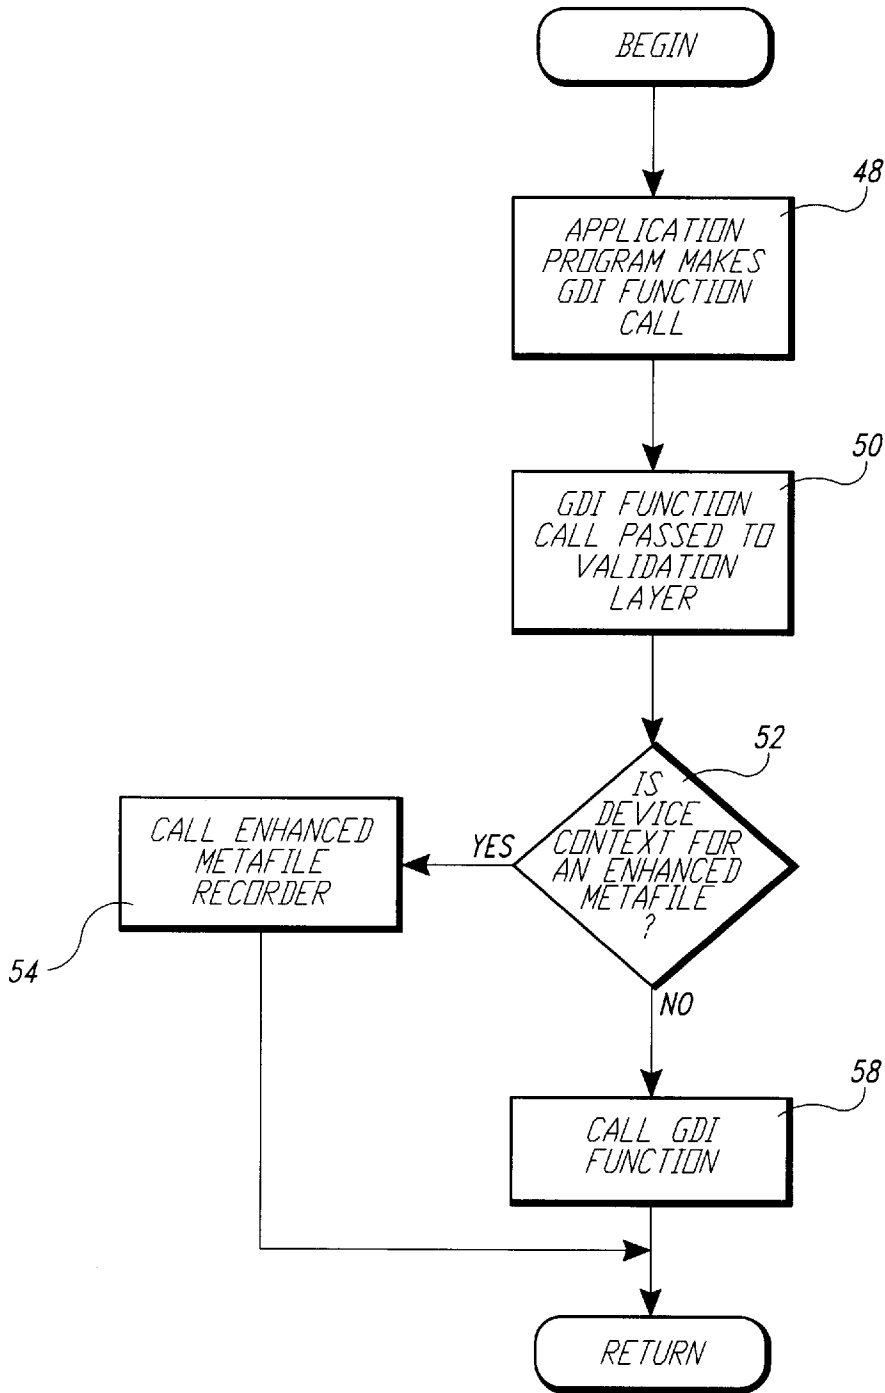 BEGIN
48
APPLICATION
PROGRAM MAKES
GDI FUNCTION
CALL
50
GDI FUNCTION
CALL PASSED TO
VALIDATION
LAYER
52
IS
DEVICE
CONTEXT FOR
AN ENHANCED
METAFILE
?
YES
CALL ENHANCED
METAFILE
RECORDER
54
NO
58
CALL GDI
FUNCTION
RETURN